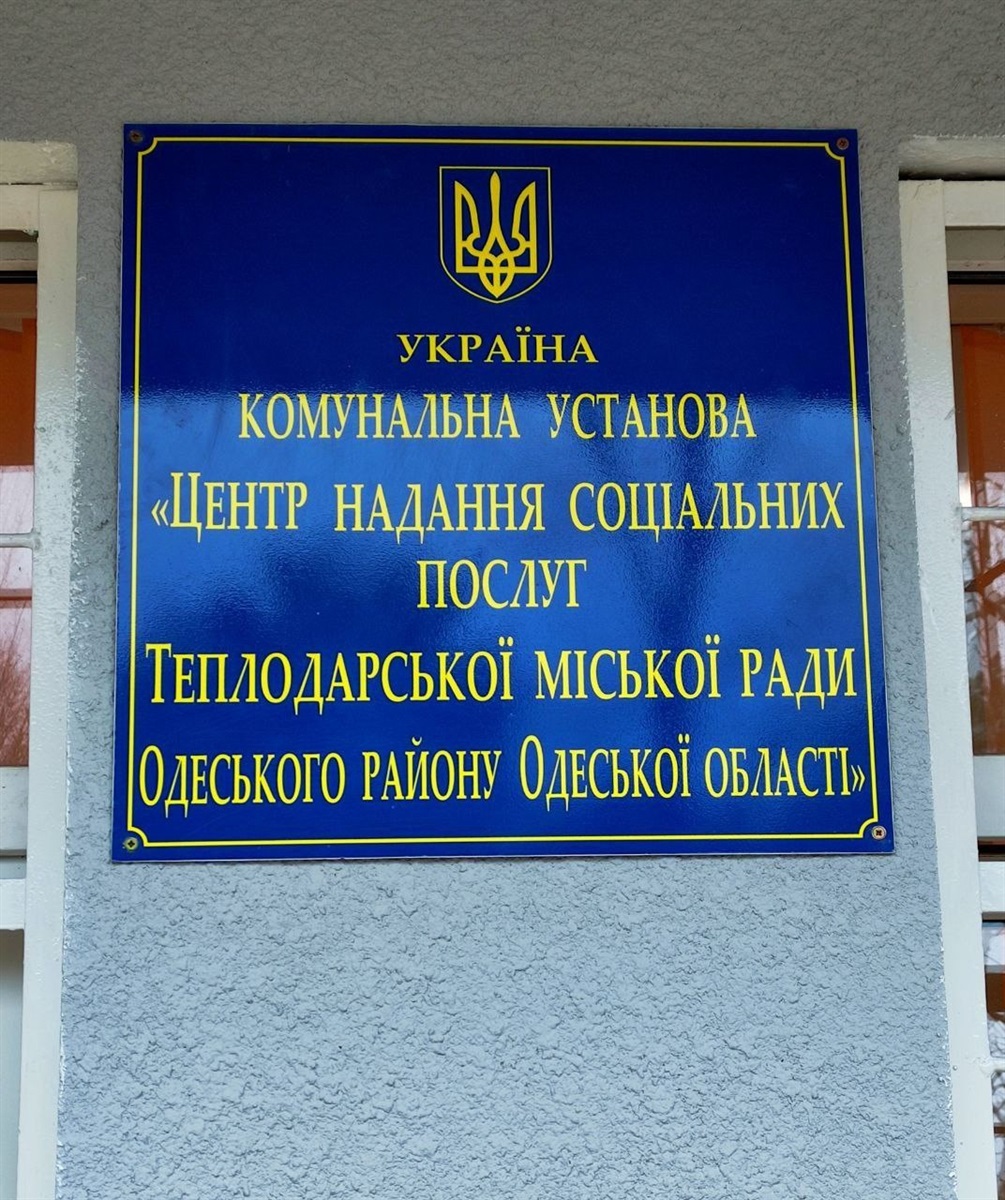 УКРАЇНА
КОМУНАЛЬНА УСТАНОВА
«ЦЕНТР НАДАННЯ СОЦІАЛЬНИХ
ПОСЛУГ
ТЕПЛОДАРСЬКОЇ МІСЬКОЇ РАДИ
ОДЕСЬКОГО РАЙОНУ ОДЕСЬКОЇ ОБЛАСТІ»